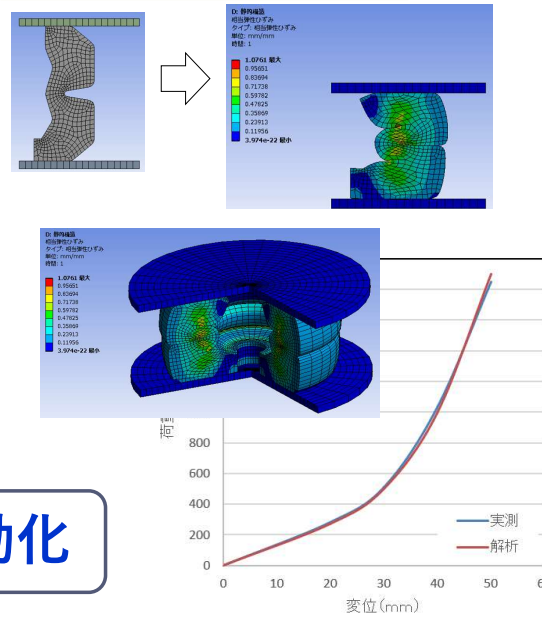 D: 静的構造
相当弾性ひずみ
タイプ: 相当弾性ひずみ
単位: mm/mm
時間: 1
1.0761 最大
0.95651
0.83694
0.71738
0.59782
0.47825
0.35869
0.23913
0.11956
3.974e-22 最小
D: 静的構造
相当弾性ひずみ
タイプ: 相当弾性ひずみ
単位: mm/mm
時間: 1
1.0761 最大
0.95651
0.83694
0.71738
0.59782
0.47825
0.35869
0.23913
0.11956
3.974e-22 最小
荷
800
600
400
200
0
0 10 20 30 40 50 6
実測
解析
変位(mm)
動化